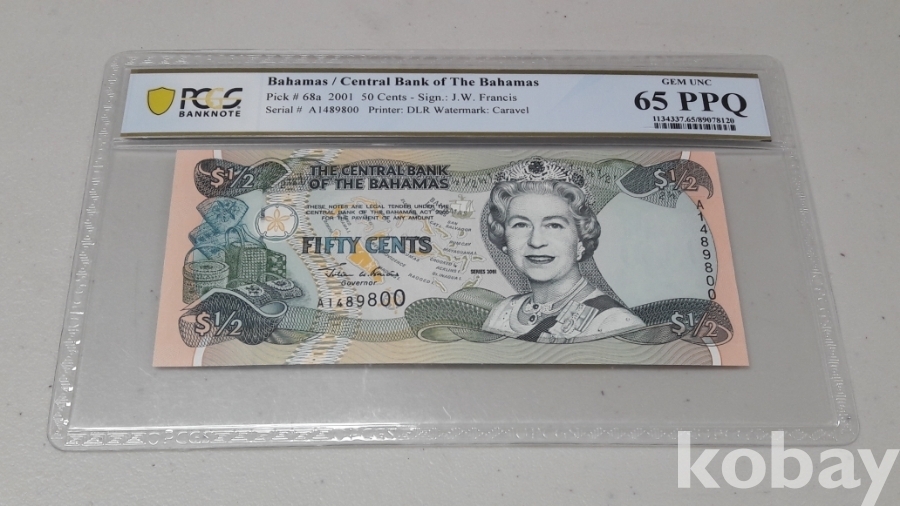 PCGS
BANKNOTE
Bahamas / Central Bank of The Bahamas
Pick # 68a 2001 50 Cents - Sign.: J.W. Francis
Serial # A1489800 Printer: DLR Watermark: Caravel
GEM UNC
65 PPQ
1134337.65/89078120
$1/2
$1/2
THE CENTRAL BANK
OF THE BAHAMAS
THESE NOTES ARE LEGAL TENDER UNDER THE
CENTRAL BANK OF THE BAHAMAS ACT 2000
FOR THE PAYMENT OF ANY AMOUNT
FIFTY CENTS
SERIES 2001
Governor
A1489800
A1489800
$1/2
$1/2
kobay